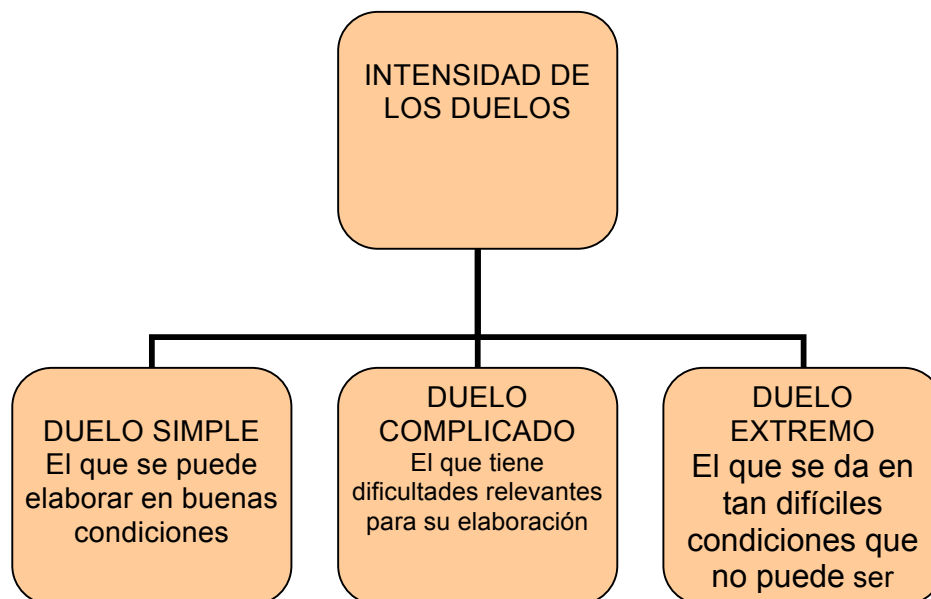 INTENSIDAD DE
LOS DUELOS
DUELO SIMPLE
El que se puede
elaborar en buenas
condiciones
DUELO
COMPLICADO
El que tiene
dificultades relevantes
para su elaboración
DUELO
EXTREMO
El que se da en
tan difíciles
condiciones que
no puede ser